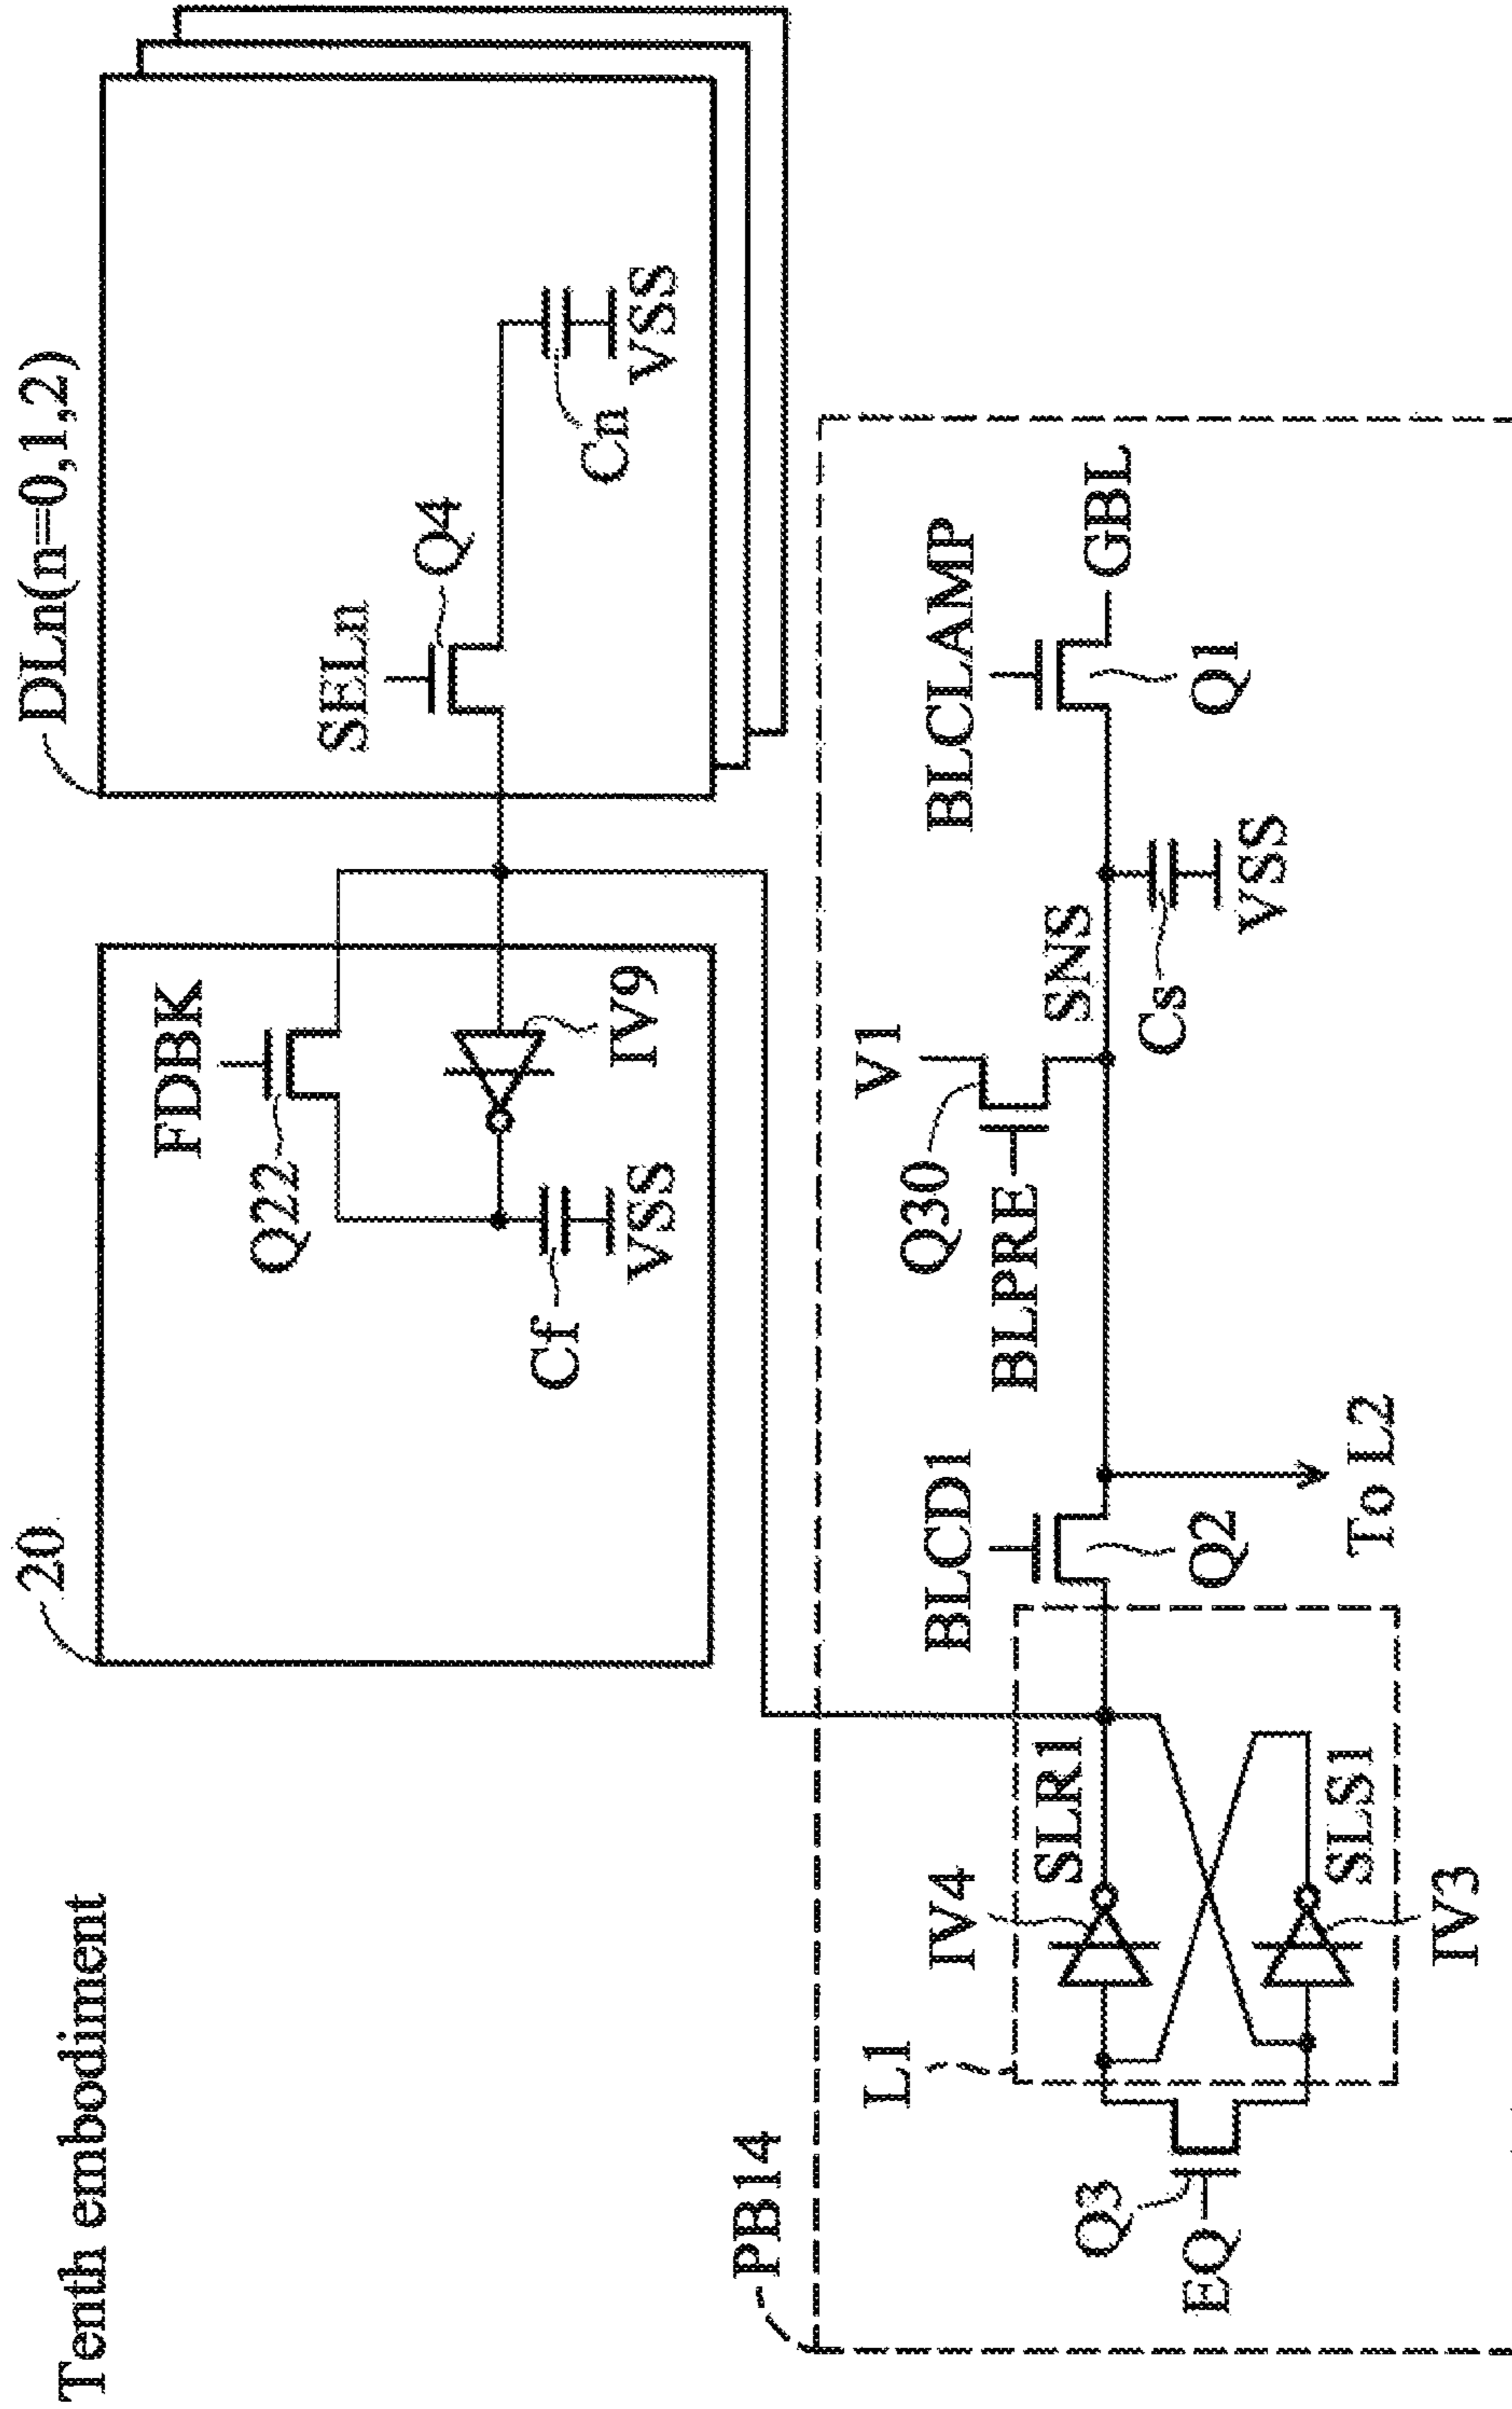 Tenth embodiment
20
DLn(n=0,1,2)
FDBK
Q22
IV9
Cf
VSS
SELn
Q4
Cn
VSS
PB14
L1
IV4
SLR1
BLCD1
Q2
Q30
V1
BLPRE
SNS
BLCLAMP
GBL
Q1
Cs
VSS
To L2
Q3
EQ
SLS1
IV3